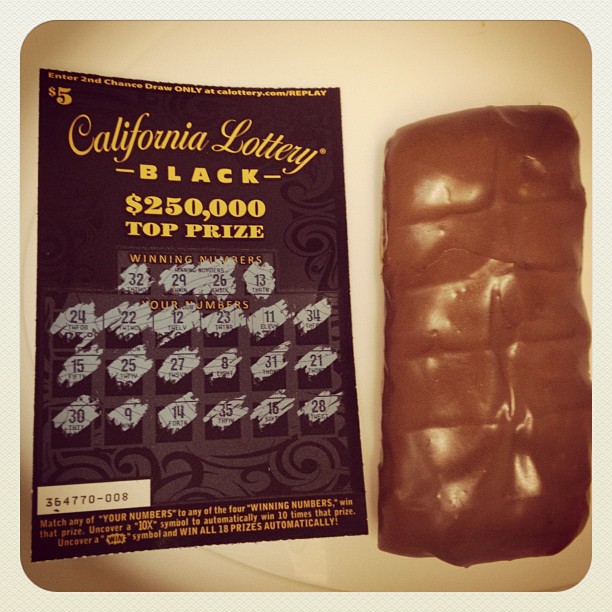 Enter 2nd Chance Draw ONLY at calottery.com/REPLAY
$5
California Lottery®
BLACK
$250,000
TOP PRIZE
WINNING NUMBERS
WINNING NUMBERS
32 29 26 13
YOUR NUMBERS
24 22 12 23 11 34
15 25 27 8 31 21
30 9 14 35 16 28
364770-008
Match any of "YOUR NUMBERS" to any of the four "WINNING NUMBERS," win
that prize. Uncover a "10X" symbol to automatically win 10 times that prize.
Uncover a "WIN" symbol and WIN ALL 18 PRIZES AUTOMATICALLY!